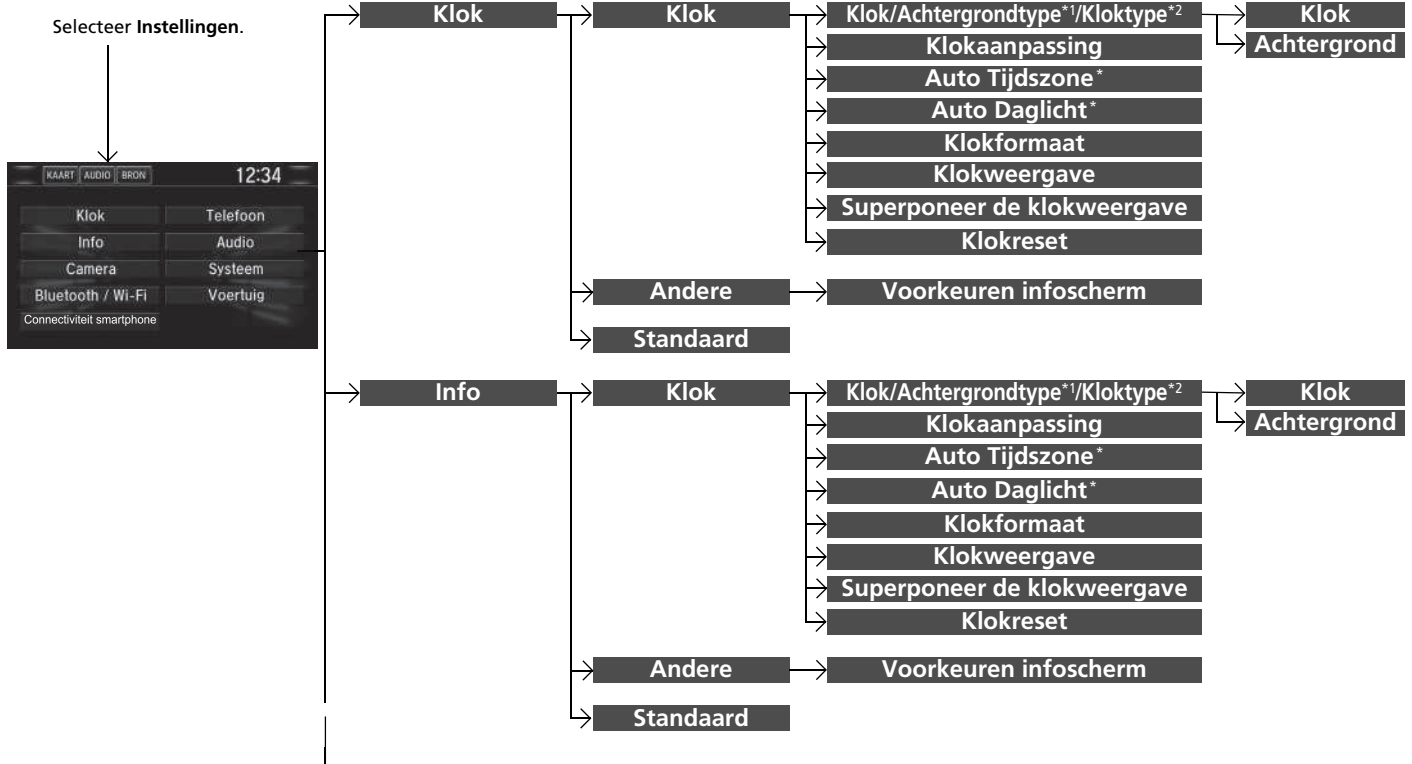 Selecteer Instellingen.
KAART AUDIO BRON 12:34
Klok Telefoon
Info Audio
Camera Systeem
Bluetooth / Wi-Fi Voertuig
Connectiviteit smartphone
Klok
Klok
Klok/Achtergrondtype*1/Kloktype*2
Klok
Achtergrond
Klokaanpassing
Auto Tijdszone*
Auto Daglicht*
Klokformaat
Klokweergave
Superponeer de klokweergave
Klokreset
Andere
Voorkeuren infoscherm
Standaard
Info
Klok
Klok/Achtergrondtype*1/Kloktype*2
Klok
Achtergrond
Klokaanpassing
Auto Tijdszone*
Auto Daglicht*
Klokformaat
Klokweergave
Superponeer de klokweergave
Klokreset
Andere
Voorkeuren infoscherm
Standaard